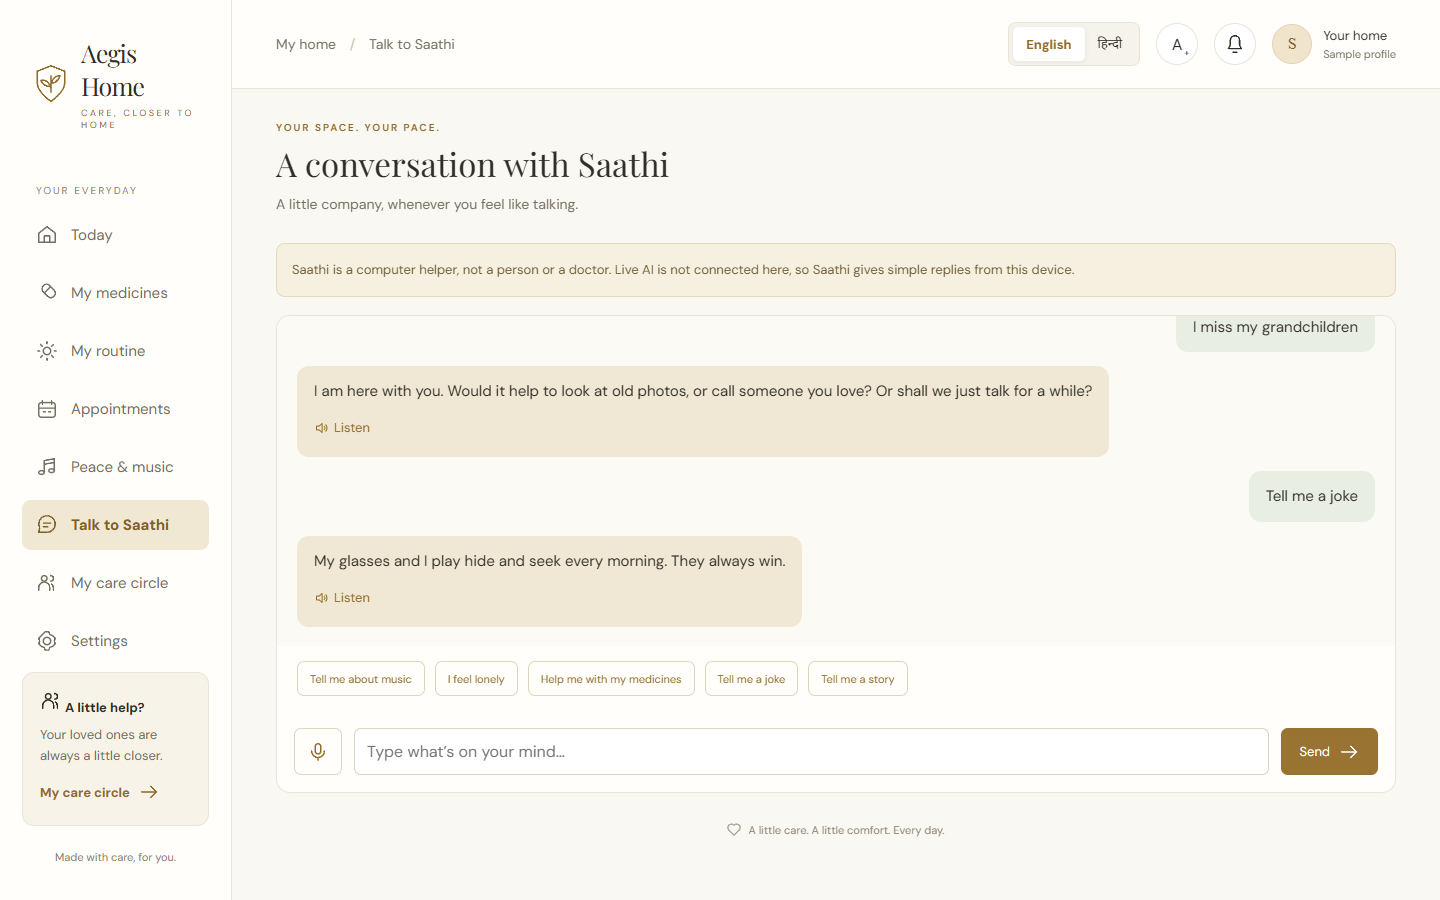 Aegis
Home
CARE, CLOSER TO
HOME
YOUR EVERYDAY
Today
My medicines
My routine
Appointments
Peace & music
Talk to Saathi
My care circle
Settings
A little help?
Your loved ones are
always a little closer.
My care circle
Made with care, for you.
My home / Talk to Saathi
English
हिन्दी
A+
S
Your home
Sample profile
YOUR SPACE. YOUR PACE.
A conversation with Saathi
A little company, whenever you feel like talking.
Saathi is a computer helper, not a person or a doctor. Live AI is not connected here, so Saathi gives simple replies from this device.
I miss my grandchildren
I am here with you. Would it help to look at old photos, or call someone you love? Or shall we just talk for a while?
Listen
Tell me a joke
My glasses and I play hide and seek every morning. They always win.
Listen
Tell me about music
I feel lonely
Help me with my medicines
Tell me a joke
Tell me a story
Type what’s on your mind...
Send
A little care. A little comfort. Every day.